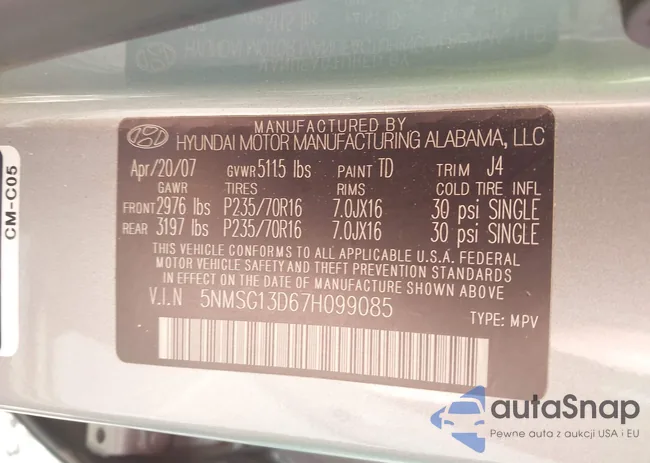 MANUFACTURED BY
HYUNDAI MOTOR MANUFACTURING ALABAMA, LLC
Apr/20/07 GVWR 5115 lbs PAINT TD TRIM J4
GAWR TIRES RIMS COLD TIRE INFL
FRONT 2976 lbs P235/70R16 7.0JX16 30 psi SINGLE
REAR 3197 lbs P235/70R16 7.0JX16 30 psi SINGLE
THIS VEHICLE CONFORMS TO ALL APPLICABLE U.S.A. FEDERAL
MOTOR VEHICLE SAFETY AND THEFT PREVENTION STANDARDS
IN EFFECT ON THE DATE OF MANUFACTURE SHOWN ABOVE
V.I.N 5NMSG13D67H099085
TYPE: MPV
CM-C05
autaSnap
Pewne auta z aukcji USA i EU